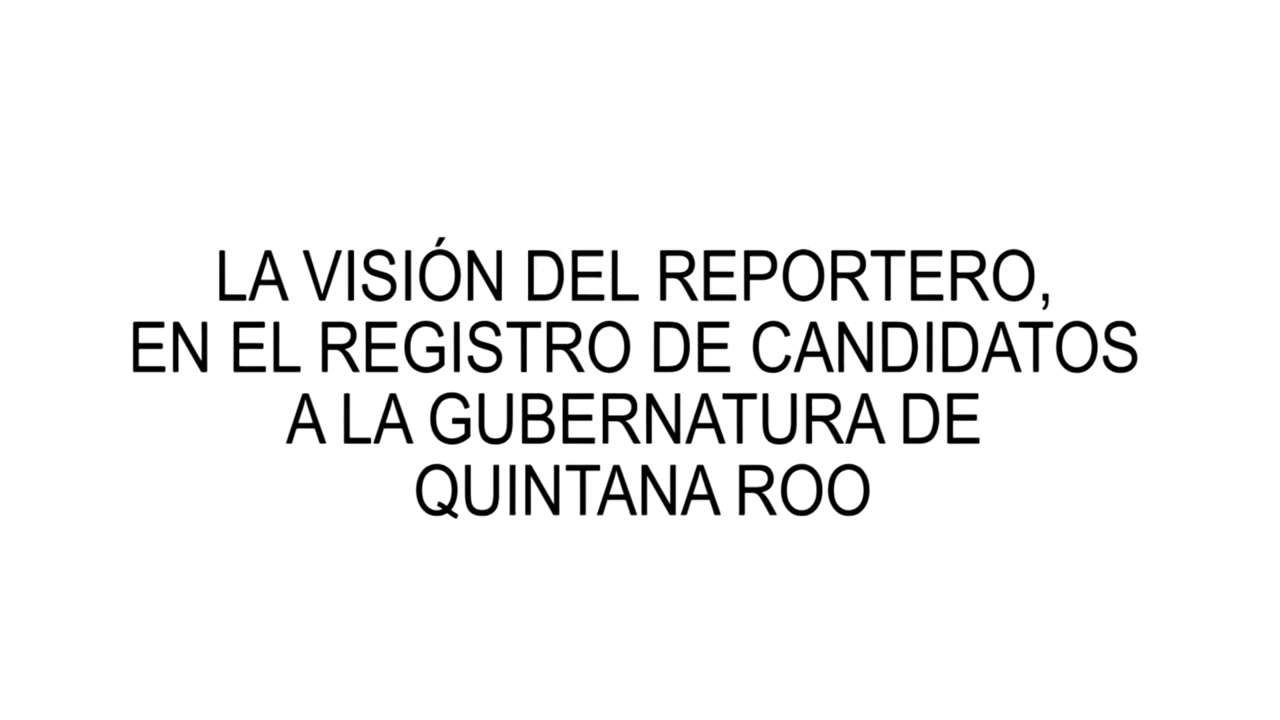 LA VISIÓN DEL REPORTERO,
EN EL REGISTRO DE CANDIDATOS
A LA GUBERNATURA DE
QUINTANA ROO